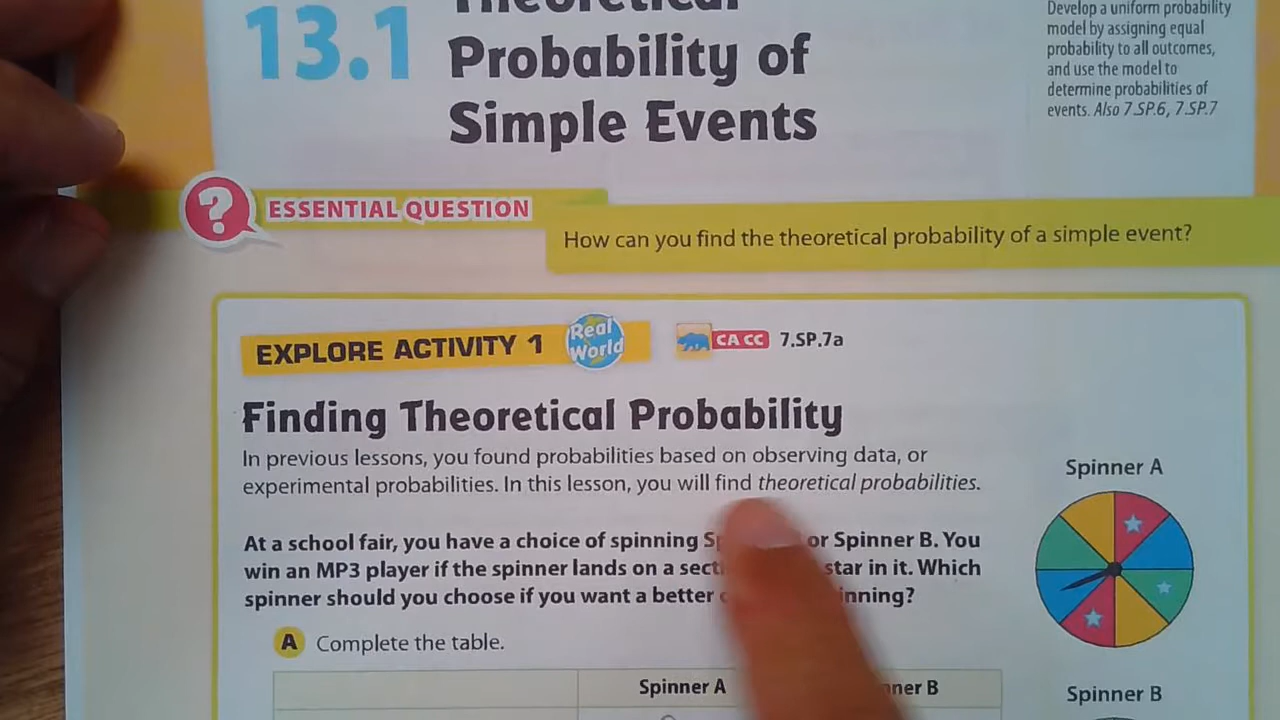 13.1
Theoretical
Probability of
Simple Events
Develop a uniform probability
model by assigning equal
probability to all outcomes,
and use the model to
determine probabilities of
events. Also 7.SP.6, 7.SP.7
?
ESSENTIAL QUESTION
How can you find the theoretical probability of a simple event?
EXPLORE ACTIVITY 1
Real
World
CA CC 7.SP.7a
Finding Theoretical Probability
In previous lessons, you found probabilities based on observing data, or
experimental probabilities. In this lesson, you will find theoretical probabilities.
At a school fair, you have a choice of spinning or Spinner B. You
win an MP3 player if the spinner lands on a star in it. Which
spinner should you choose if you want a better
A Complete the table.
Spinner A
Spinner A
Spinner B